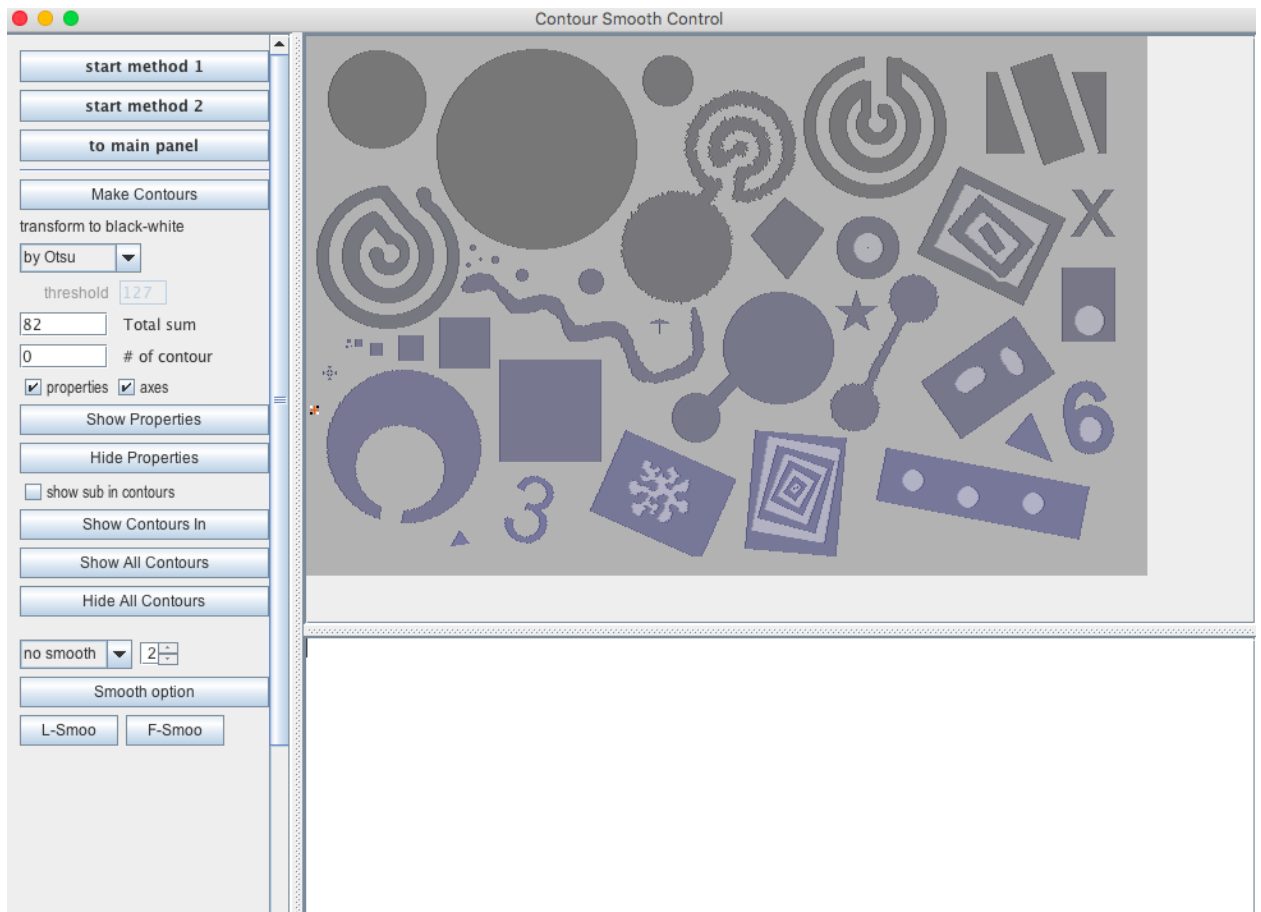 Contour Smooth Control
start method 1
start method 2
to main panel
Make Contours
transform to black-white
by Otsu
threshold 127
82 Total sum
0 # of contour
properties axes
Show Properties
Hide Properties
show sub in contours
Show Contours In
Show All Contours
Hide All Contours
no smooth 2
Smooth option
L-Smoo F-Smoo
X
6
3